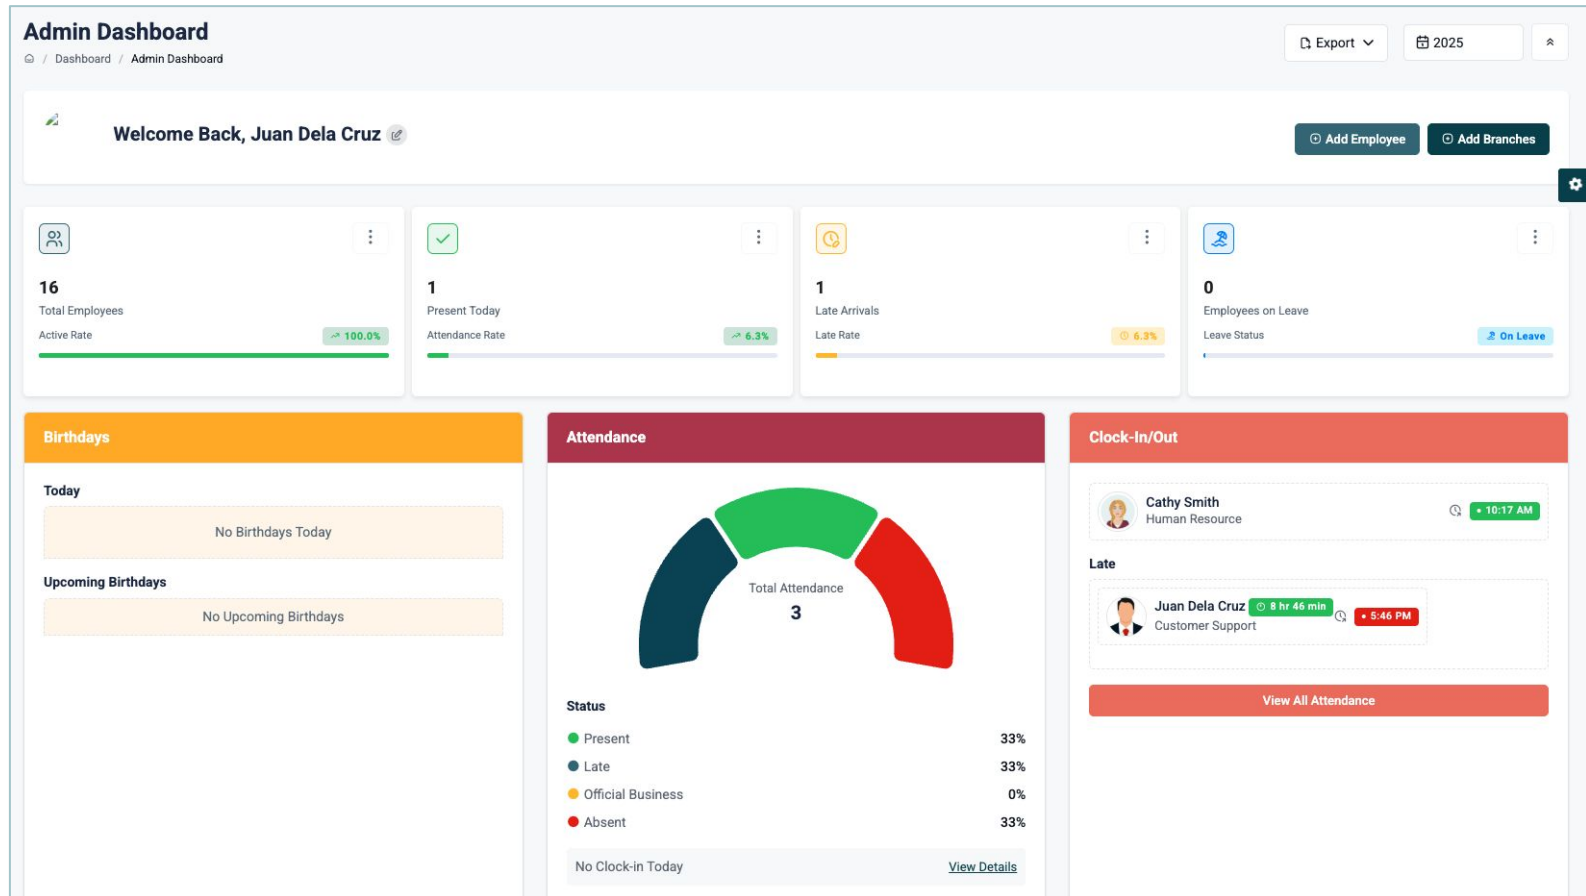 Admin Dashboard
/ Dashboard / Admin Dashboard
Export
2025
Welcome Back, Juan Dela Cruz
Add Employee
Add Branches
16
Total Employees
Active Rate 100.0%
1
Present Today
Attendance Rate 6.3%
1
Late Arrivals
Late Rate 6.3%
0
Employees on Leave
Leave Status On Leave
Birthdays
Today
No Birthdays Today
Upcoming Birthdays
No Upcoming Birthdays
Attendance
Total Attendance
3
Status
Present 33%
Late 33%
Official Business 0%
Absent 33%
No Clock-in Today View Details
Clock-In/Out
Cathy Smith
Human Resource
• 10:17 AM
Late
Juan Dela Cruz 8 hr 46 min
Customer Support
• 5:46 PM
View All Attendance